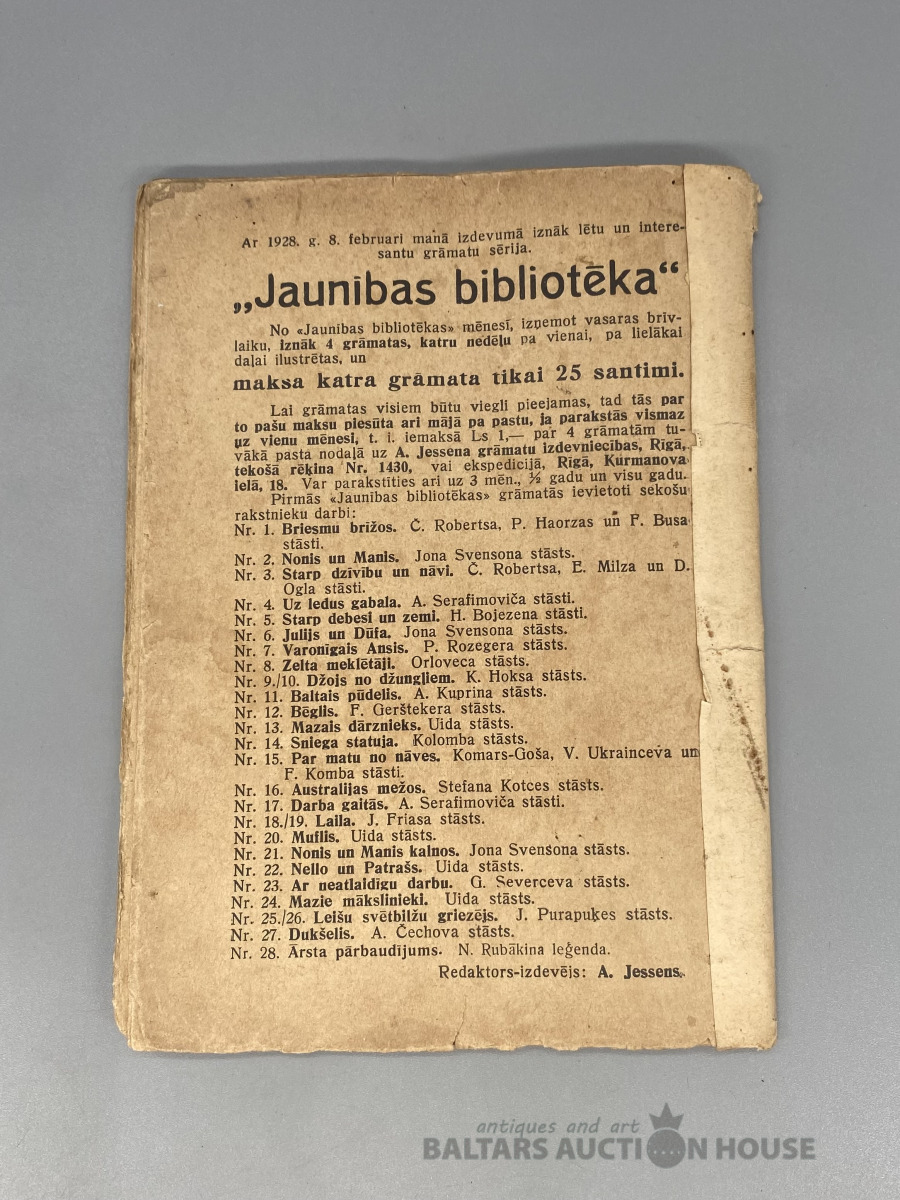 Ar 1928. g. 8. februari manā izdevumā iznāk lētu un intere-
santu grāmatu sērija.
„Jaunības bibliotēka“
No «Jaunības bibliotēkas» mēnesī, izņemot vasaras brīv-
laiku, iznāk 4 grāmatas, katru nedēļu pa vienai, pa lielākai
daļai ilustrētas, un
maksa katra grāmata tikai 25 santimi.
Lai grāmatas visiem būtu viegli pieejamas, tad tās par
to pašu maksu piesūta ari mājā pa pastu, ja parakstās vismaz
uz vienu mēnesi, t. i. iemaksā Ls 1,— par 4 grāmatām tu-
vākā pasta nodaļā uz A. Jessena grāmatu izdevniecības, Rīgā,
tekošā rēķina Nr. 1430, vai ekspedicijā, Rīgā, Kurmanova
ielā, 18. Var parakstīties ari uz 3 mēn., ½ gadu un visu gadu.
Pirmās «Jaunības bibliotēkas» grāmatās ievietoti sekošu
rakstnieku darbi:
Nr. 1. Briesmu brīžos. Č. Robertsa, P. Haorzas un F. Busa
stāsti.
Nr. 2. Nonis un Manis. Jona Svensona stāsts.
Nr. 3. Starp dzīvību un nāvi. Č. Robertsa, E. Milza un D.
Ogla stāsti.
Nr. 4. Uz ledus gabala. A. Serafimoviča stāsti.
Nr. 5. Starp debesi un zemi. H. Bojezena stāsti.
Nr. 6. Julijs un Dūfa. Jona Svensona stāsts.
Nr. 7. Varonīgais Ansis. P. Rozegera stāsts.
Nr. 8. Zelta meklētāji. Orloveca stāsts.
Nr. 9./10. Džojs no džungļiem. K. Hoksa stāsts.
Nr. 11. Baltais pūdelis. A. Kuprina stāsts.
Nr. 12. Bēglis. F. Gerštekera stāsts.
Nr. 13. Mazais dārznieks. Uida stāsts.
Nr. 14. Sniega statuja. Kolomba stāsts.
Nr. 15. Par matu no nāves. Komars-Goša, V. Ukrainceva un
F. Komba stāsti.
Nr. 16. Australijas mežos. Stefana Kotces stāsts.
Nr. 17. Darba gaitās. A. Serafimoviča stāsti.
Nr. 18./19. Laila. J. Friasa stāsts.
Nr. 20. Muflis. Uida stāsts.
Nr. 21. Nonis un Manis kalnos. Jona Svensona stāsts.
Nr. 22. Nello un Patrašs. Uida stāsts.
Nr. 23. Ar neatlaidīgu darbu. G. Severceva stāsts.
Nr. 24. Mazie mākslinieki. Uida stāsts.
Nr. 25./26. Leišu svētbilžu griezējs. J. Purapuķes stāsts.
Nr. 27. Dukšelis. A. Čechova stāsts.
Nr. 28. Ārsta pārbaudījums. N. Rubākina leģenda.
Redaktors-izdevējs: A. Jessens.
antiques and art
BALTARS AUCTION HOUSE